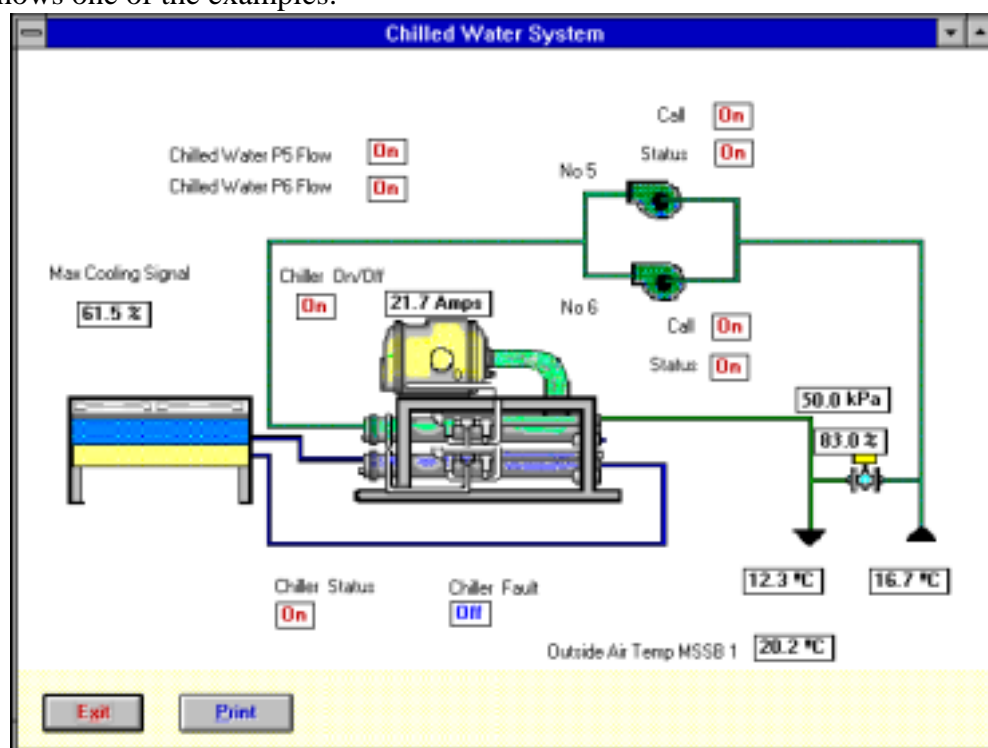 hows one of the examples.
Chilled Water System
Call On
Chilled Water P5 Flow On
Status On
No 5
Chilled Water P6 Flow On
Max Cooling Signal
Chiller On/Off
61.5 %
On
21.7 Amps
No 6
Call On
Status On
50.0 kPa
83.0 %
12.3 °C
16.7 °C
Chiller Status
Chiller Fault
On
Off
Outside Air Temp MSSB 1 20.2 °C
Exit
Print